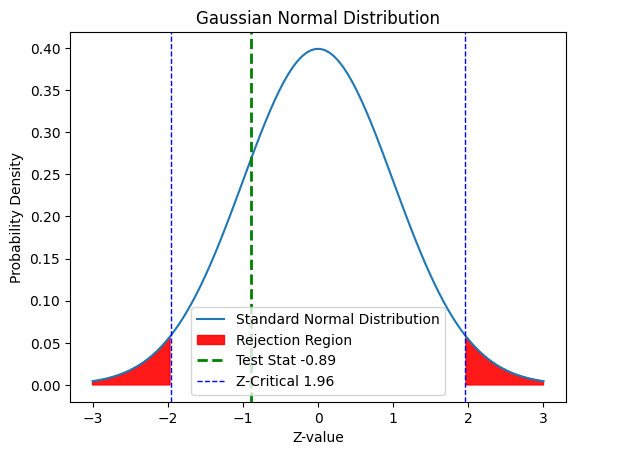 Gaussian Normal Distribution
Probability Density
0.40
0.35
0.30
0.25
0.20
0.15
0.10
0.05
0.00
Standard Normal Distribution
Rejection Region
Test Stat -0.89
Z-Critical 1.96
−3 −2 −1 0 1 2 3
Z-value